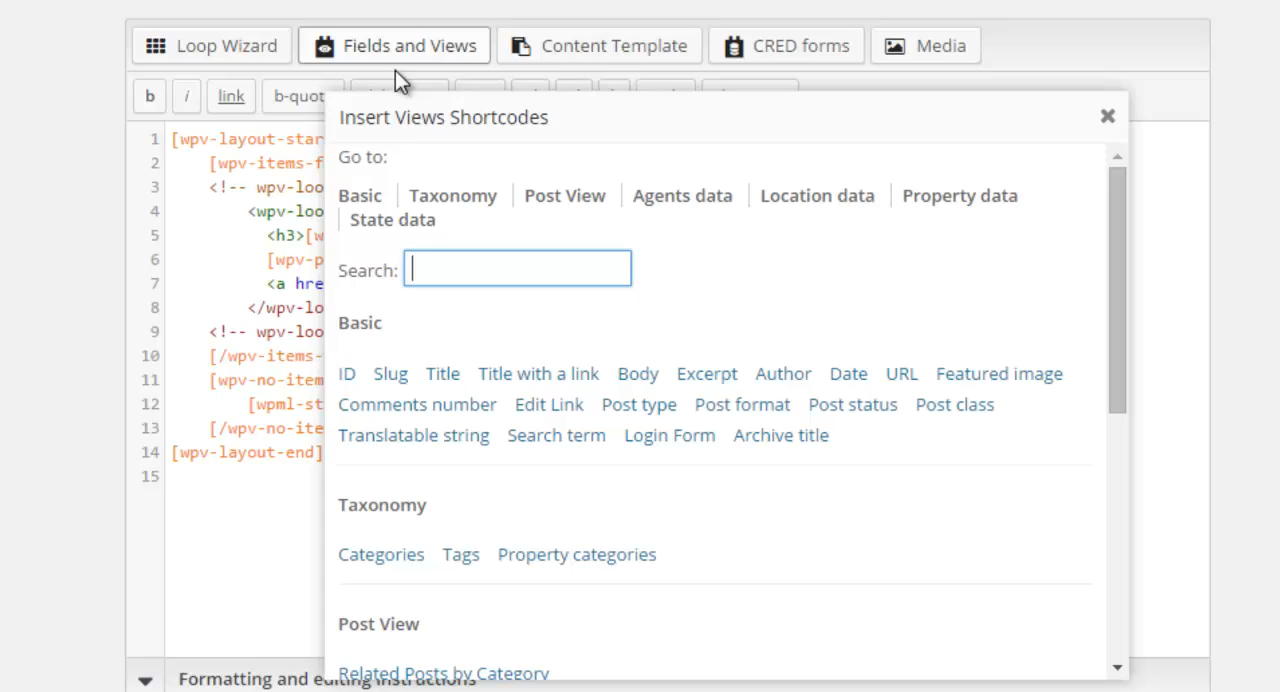 Loop Wizard Fields and Views Content Template CRED forms Media
b i link b-quot
Insert Views Shortcodes
Go to:
Basic Taxonomy Post View Agents data Location data Property data
State data
Search:
Basic
ID Slug Title Title with a link Body Excerpt Author Date URL Featured image
Comments number Edit Link Post type Post format Post status Post class
Translatable string Search term Login Form Archive title
Taxonomy
Categories Tags Property categories
Post View
Related Posts by Category
1 [wpv-layout-star
2 [wpv-items-f
3 <!-- wpv-loo
4 <wpv-loo
5 <h3>[w
6 [wpv-p
7 <a hre
8 </wpv-lo
9 <!-- wpv-loo
10 [/wpv-items-
11 [wpv-no-item
12 [wpml-st
13 [/wpv-no-ite
14 [wpv-layout-end]
15
Formatting and editing instructions